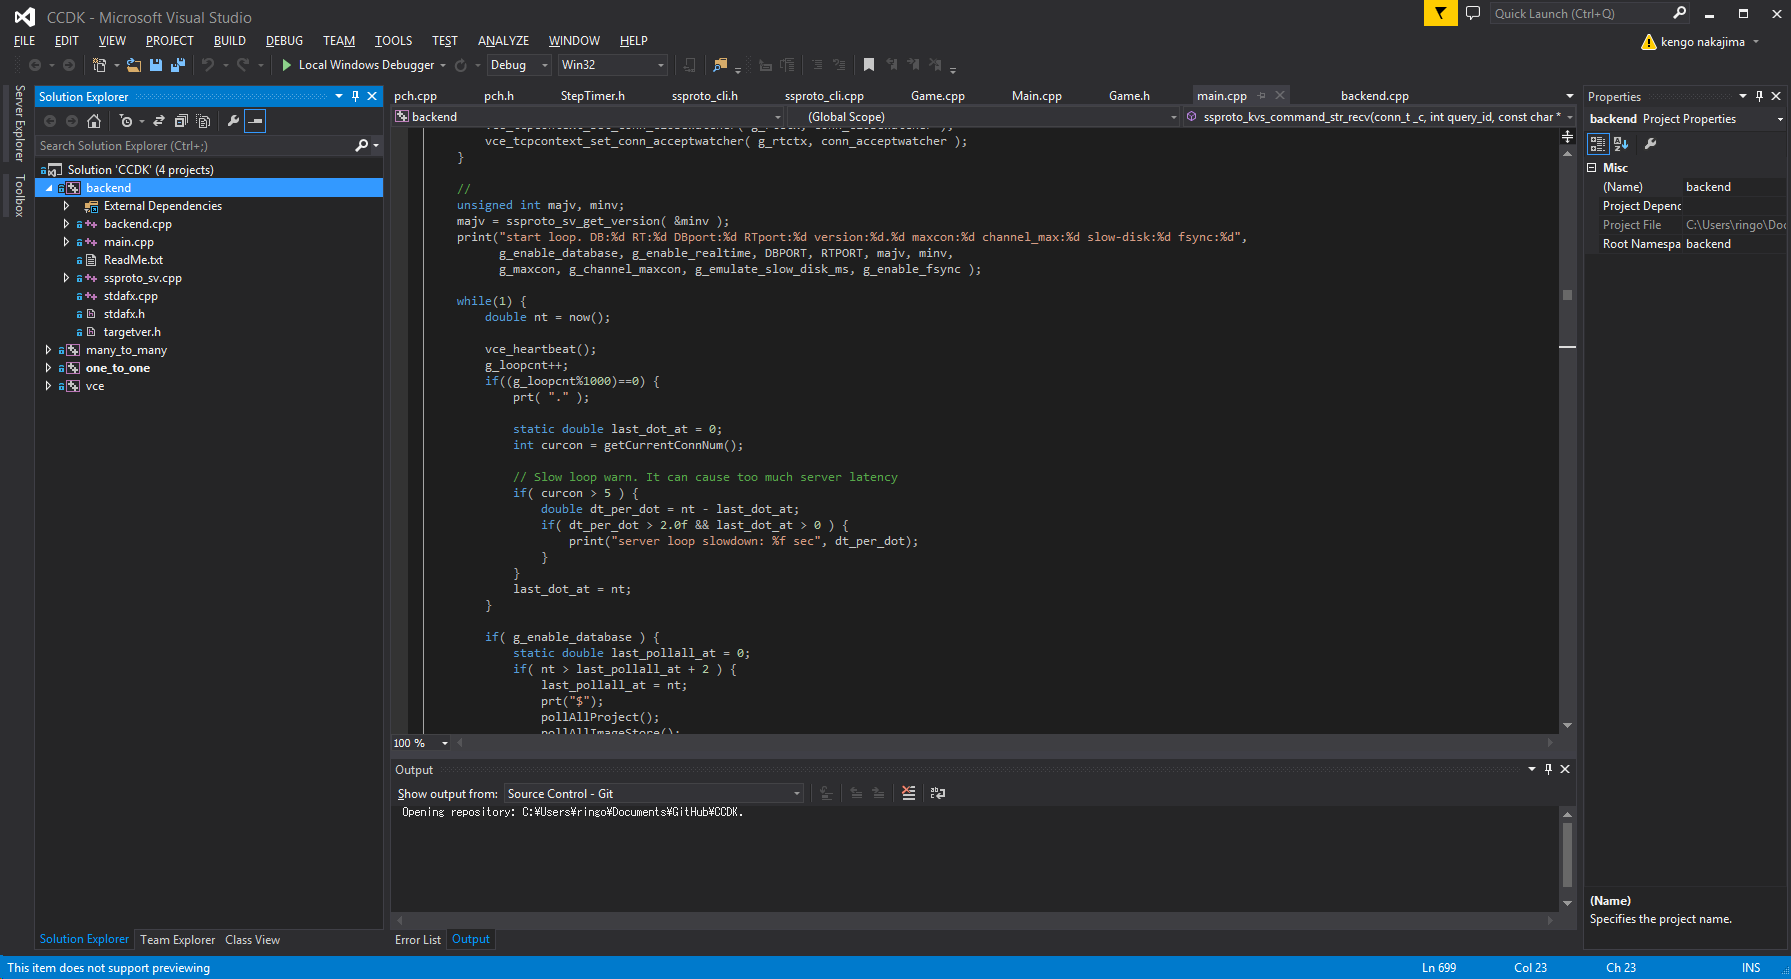 CCDK - Microsoft Visual Studio
Quick Launch (Ctrl+Q)
FILE EDIT VIEW PROJECT BUILD DEBUG TEAM TOOLS TEST ANALYZE WINDOW HELP
kengo nakajima
Local Windows Debugger Debug Win32
Server Explorer
Toolbox
Solution Explorer
Search Solution Explorer (Ctrl+;)
Solution 'CCDK' (4 projects)
backend
External Dependencies
backend.cpp
main.cpp
ReadMe.txt
ssproto_sv.cpp
stdafx.cpp
stdafx.h
targetver.h
many_to_many
one_to_one
vce
Solution Explorer Team Explorer Class View
pch.cpp pch.h StepTimer.h ssproto_cli.h ssproto_cli.cpp Game.cpp Main.cpp Game.h main.cpp backend.cpp
backend (Global Scope) ssproto_kvs_command_str_recv(conn_t _c, int query_id, const char *
vce_tcpcontext_set_conn_acceptwatcher( g_rtctx, conn_acceptwatcher );
}
//
unsigned int majv, minv;
majv = ssproto_sv_get_version( &minv );
print("start loop. DB:%d RT:%d DBport:%d RTport:%d version:%d.%d maxcon:%d channel_max:%d slow-disk:%d fsync:%d",
g_enable_database, g_enable_realtime, DBPORT, RTPORT, majv, minv,
g_maxcon, g_channel_maxcon, g_emulate_slow_disk_ms, g_enable_fsync );
while(1) {
double nt = now();
vce_heartbeat();
g_loopcnt++;
if((g_loopcnt%1000)==0) {
prt( "." );
static double last_dot_at = 0;
int curcon = getCurrentConnNum();
// Slow loop warn. It can cause too much server latency
if( curcon > 5 ) {
double dt_per_dot = nt - last_dot_at;
if( dt_per_dot > 2.0f && last_dot_at > 0 ) {
print("server loop slowdown: %f sec", dt_per_dot);
}
}
last_dot_at = nt;
}
if( g_enable_database ) {
static double last_pollall_at = 0;
if( nt > last_pollall_at + 2 ) {
last_pollall_at = nt;
prt("$");
pollAllProject();
pollAllImageStore();
100 %
Output
Show output from: Source Control - Git
Opening repository: C:¥Users¥ringo¥Documents¥GitHub¥CCDK.
Error List Output
Properties
backend Project Properties
Misc
(Name) backend
Project Depenc
Project File C:\Users\ringo\Doc
Root Namespa backend
(Name)
Specifies the project name.
This item does not support previewing
Ln 699 Col 23 Ch 23 INS